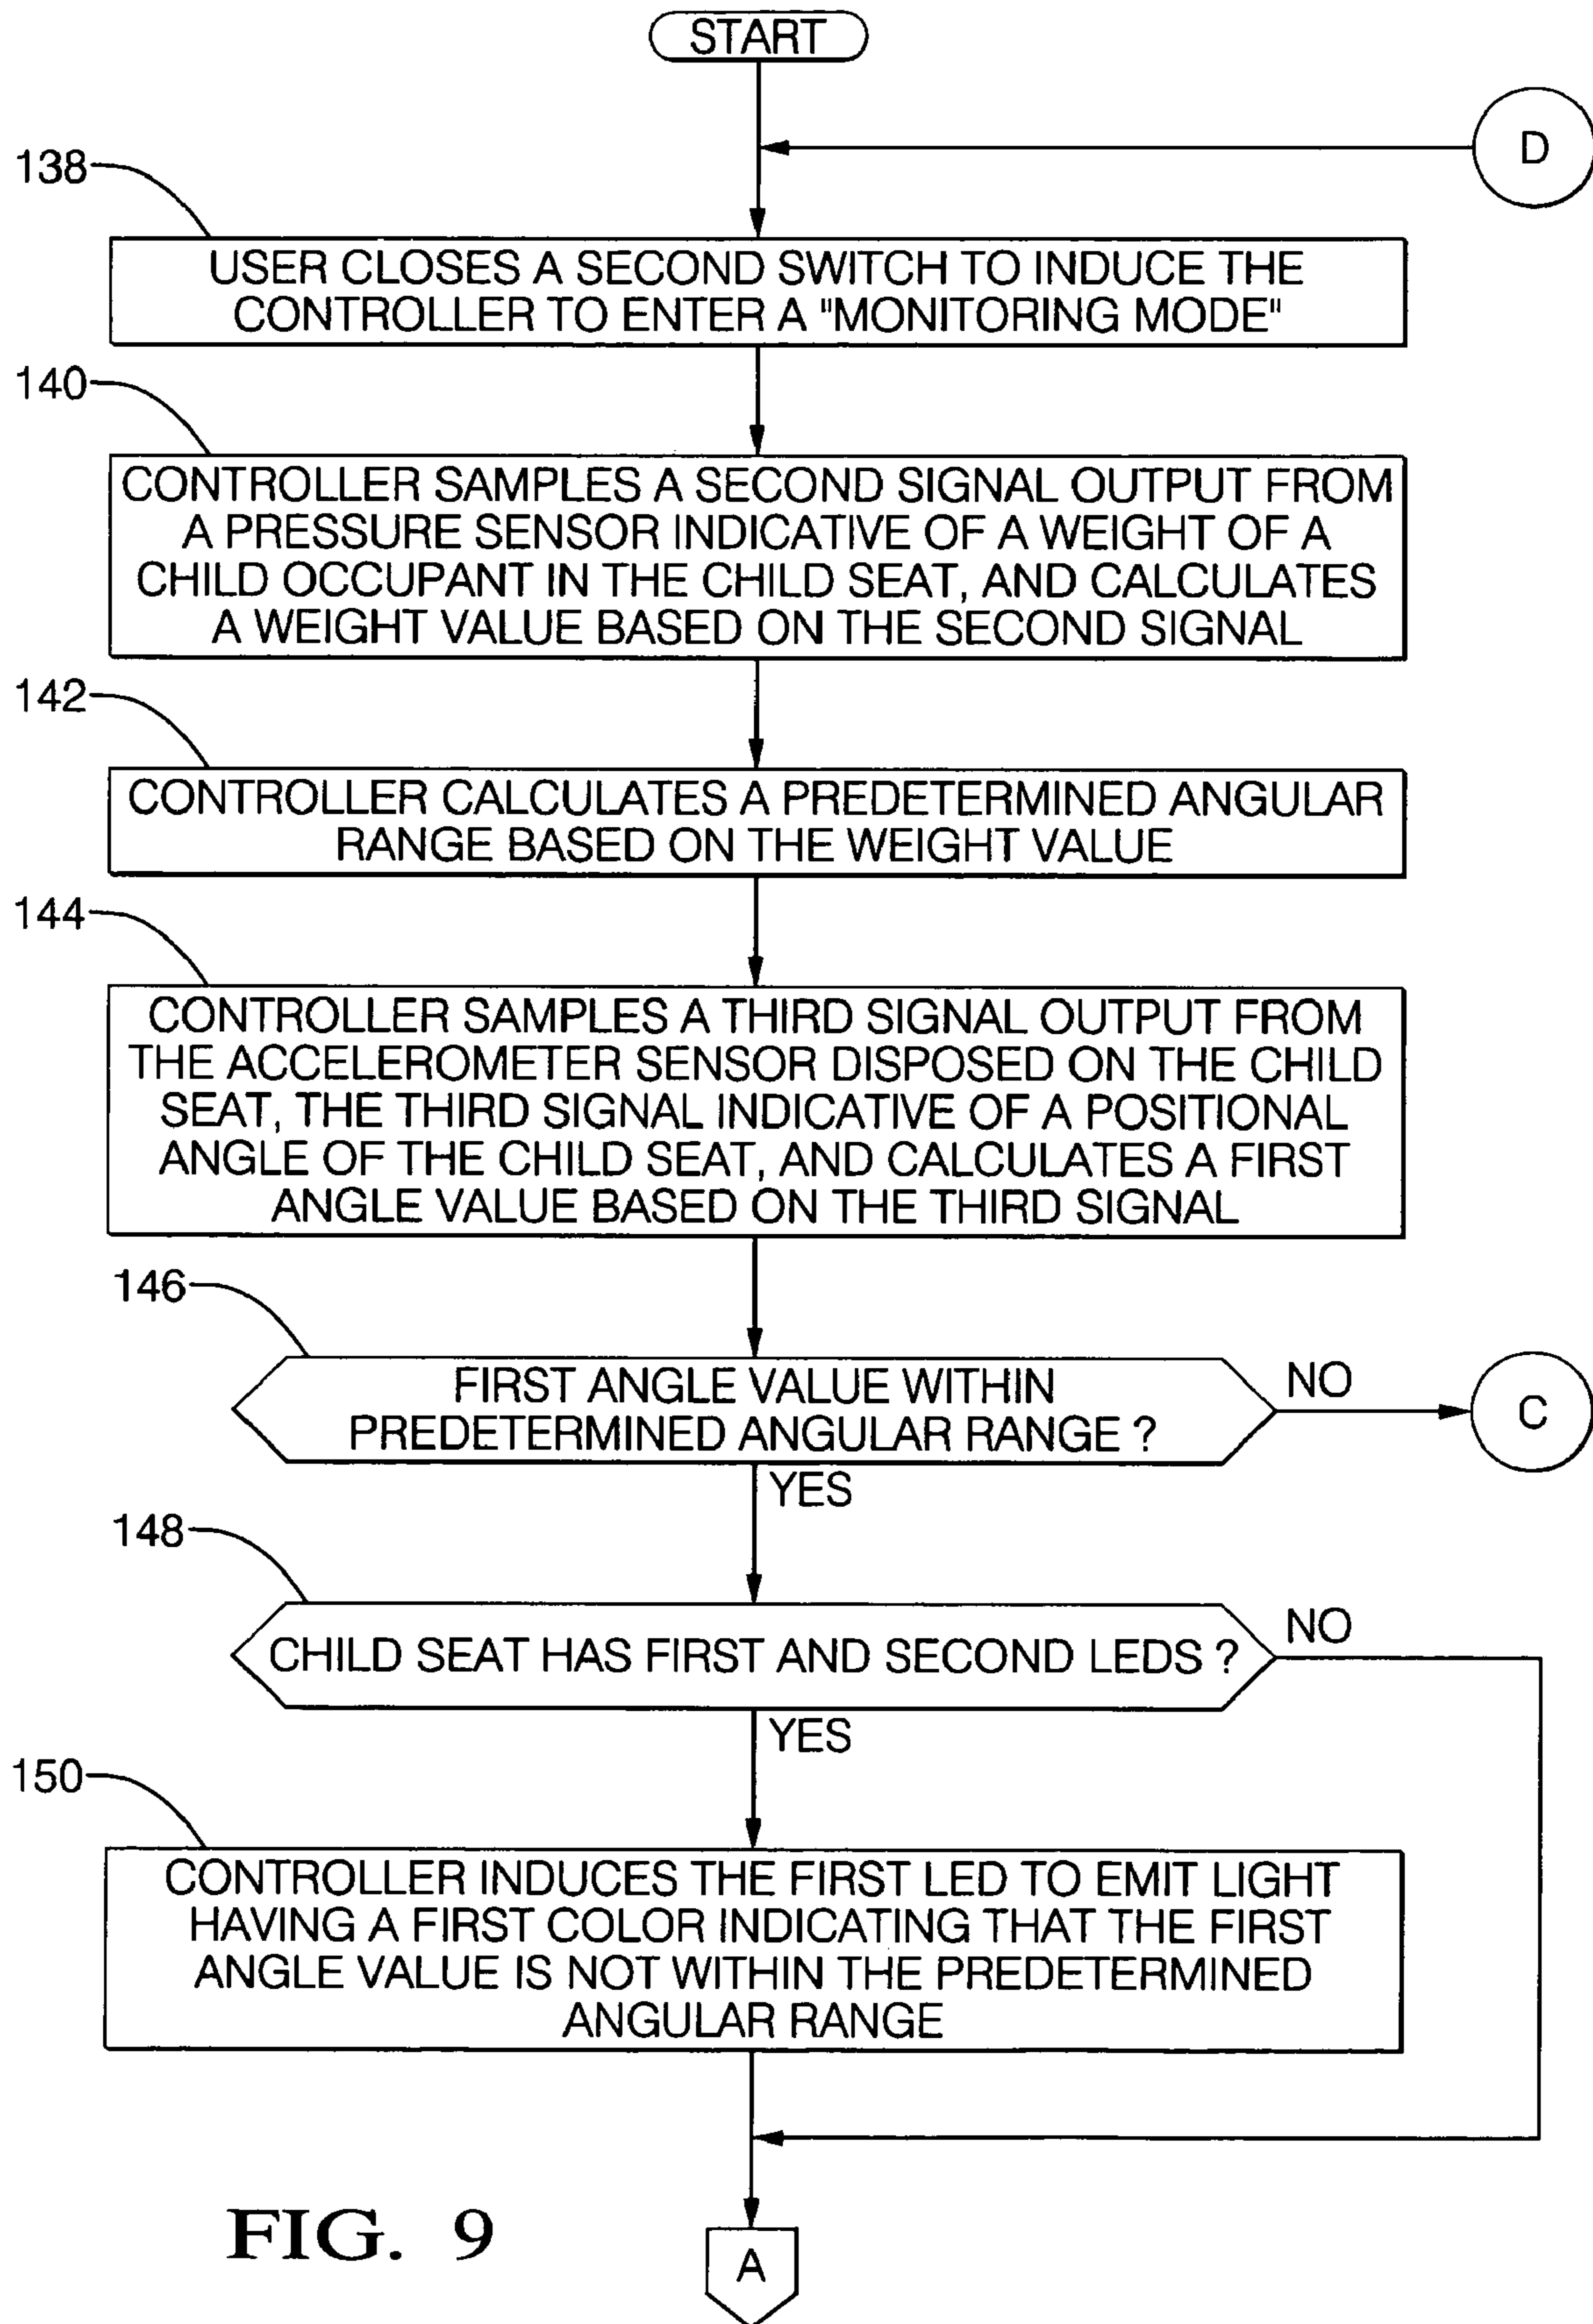 START
D
138
USER CLOSES A SECOND SWITCH TO INDUCE THE
CONTROLLER TO ENTER A "MONITORING MODE"
140
CONTROLLER SAMPLES A SECOND SIGNAL OUTPUT FROM
A PRESSURE SENSOR INDICATIVE OF A WEIGHT OF A
CHILD OCCUPANT IN THE CHILD SEAT, AND CALCULATES
A WEIGHT VALUE BASED ON THE SECOND SIGNAL
142
CONTROLLER CALCULATES A PREDETERMINED ANGULAR
RANGE BASED ON THE WEIGHT VALUE
144
CONTROLLER SAMPLES A THIRD SIGNAL OUTPUT FROM
THE ACCELEROMETER SENSOR DISPOSED ON THE CHILD
SEAT, THE THIRD SIGNAL INDICATIVE OF A POSITIONAL
ANGLE OF THE CHILD SEAT, AND CALCULATES A FIRST
ANGLE VALUE BASED ON THE THIRD SIGNAL
146
FIRST ANGLE VALUE WITHIN
PREDETERMINED ANGULAR RANGE ?
NO
C
YES
148
CHILD SEAT HAS FIRST AND SECOND LEDS ?
NO
YES
150
CONTROLLER INDUCES THE FIRST LED TO EMIT LIGHT
HAVING A FIRST COLOR INDICATING THAT THE FIRST
ANGLE VALUE IS NOT WITHIN THE PREDETERMINED
ANGULAR RANGE
FIG. 9
A